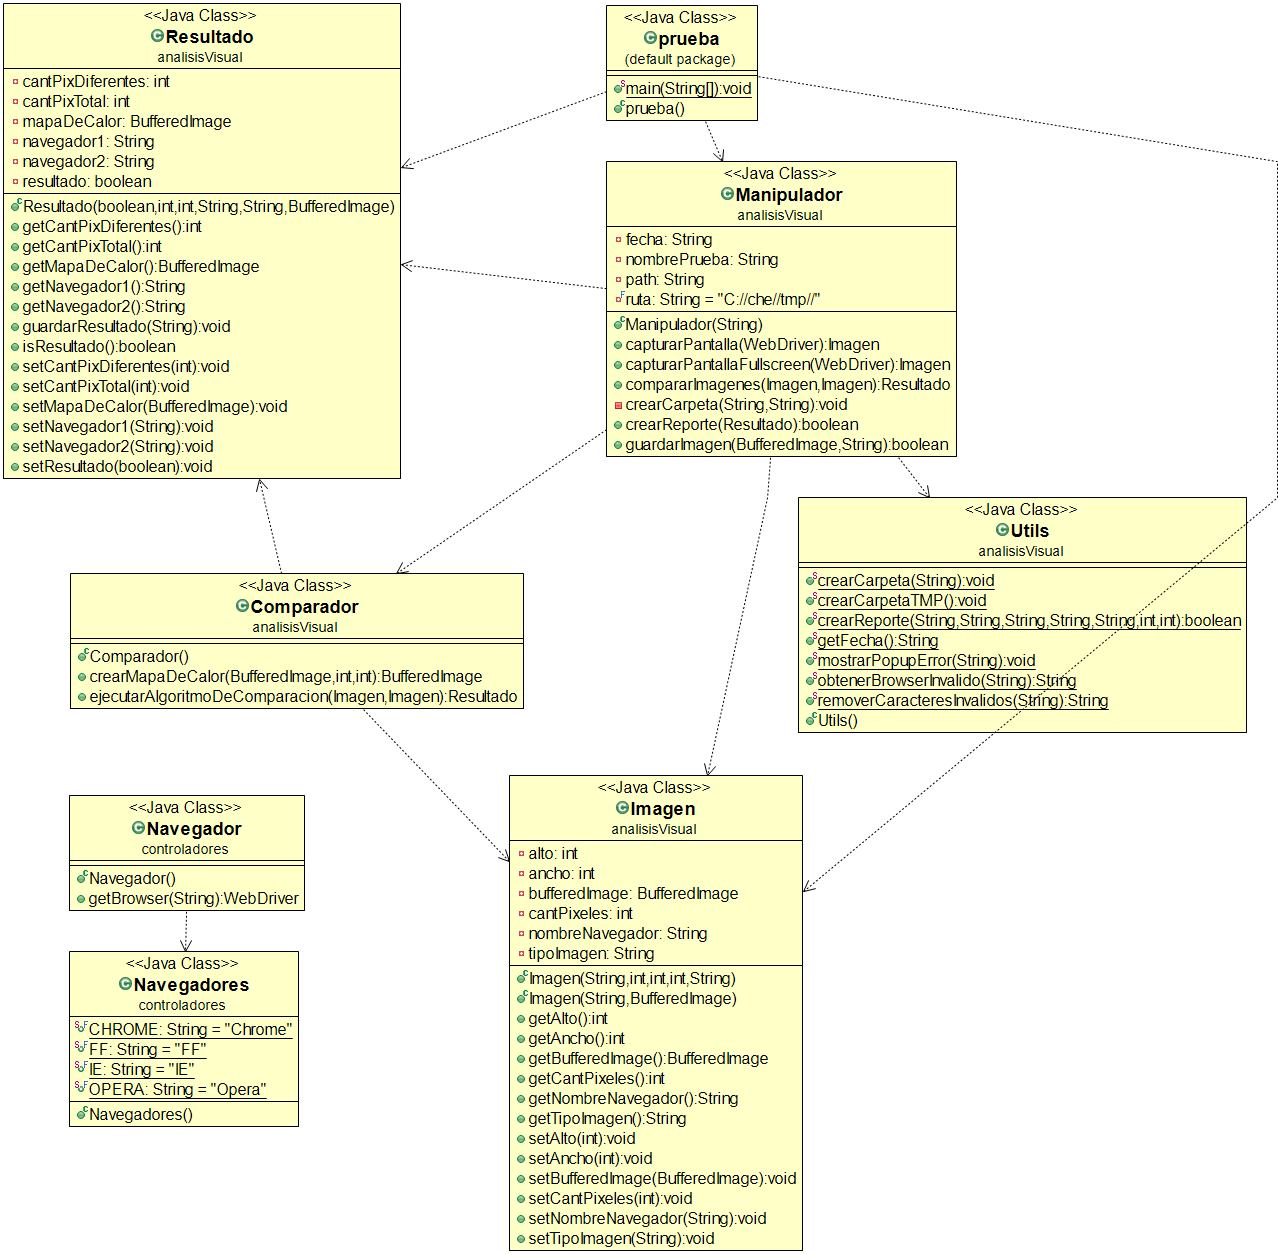 <<Java Class>>
Resultado
analisisVisual
cantPixDiferentes: int
cantPixTotal: int
mapaDeCalor: BufferedImage
navegador1: String
navegador2: String
resultado: boolean
Resultado(boolean,int,int,String,String,BufferedImage)
getCantPixDiferentes():int
getCantPixTotal():int
getMapaDeCalor():BufferedImage
getNavegador1():String
getNavegador2():String
guardarResultado(String):void
isResultado():boolean
setCantPixDiferentes(int):void
setCantPixTotal(int):void
setMapaDeCalor(BufferedImage):void
setNavegador1(String):void
setNavegador2(String):void
setResultado(boolean):void
<<Java Class>>
prueba
(default package)
main(String[]):void
prueba()
<<Java Class>>
Manipulador
analisisVisual
fecha: String
nombrePrueba: String
path: String
ruta: String = "C://che//tmp//"
Manipulador(String)
capturarPantalla(WebDriver):Imagen
capturarPantallaFullscreen(WebDriver):Imagen
compararImagenes(Imagen,Imagen):Resultado
crearCarpeta(String,String):void
crearReporte(Resultado):boolean
guardarImagen(BufferedImage,String):boolean
<<Java Class>>
Utils
analisisVisual
crearCarpeta(String):void
crearCarpetaTMP():void
crearReporte(String,String,String,String,String,int,int):boolean
getFecha():String
mostrarPopupError(String):void
obtenerBrowserInvalido(String):String
removerCaracteresInvalidos(String):String
Utils()
<<Java Class>>
Comparador
analisisVisual
Comparador()
crearMapaDeCalor(BufferedImage,int,int):BufferedImage
ejecutarAlgoritmoDeComparacion(Imagen,Imagen):Resultado
<<Java Class>>
Navegador
controladores
Navegador()
getBrowser(String):WebDriver
<<Java Class>>
Navegadores
controladores
CHROME: String = "Chrome"
FF: String = "FF"
IE: String = "IE"
OPERA: String = "Opera"
Navegadores()
<<Java Class>>
Imagen
analisisVisual
alto: int
ancho: int
bufferedImage: BufferedImage
cantPixeles: int
nombreNavegador: String
tipoImagen: String
Imagen(String,int,int,int,String)
Imagen(String,BufferedImage)
getAlto():int
getAncho():int
getBufferedImage():BufferedImage
getCantPixeles():int
getNombreNavegador():String
getTipoImagen():String
setAlto(int):void
setAncho(int):void
setBufferedImage(BufferedImage):void
setCantPixeles(int):void
setNombreNavegador(String):void
setTipoImagen(String):void